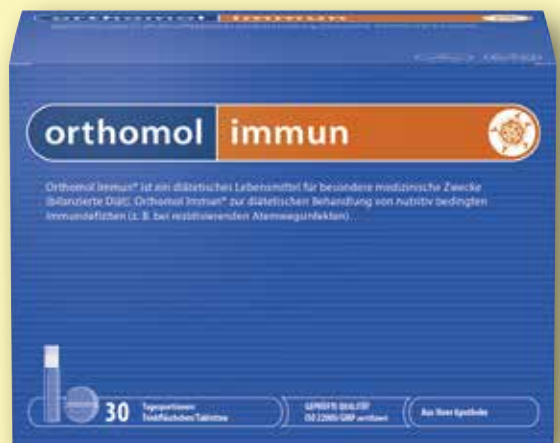 orthomol immun
orthomol immun
Orthomol Immun® ist ein diätetisches Lebensmittel für besondere medizinische Zwecke
(bilanzierte Diät). Orthomol Immun® zur diätetischen Behandlung von nutritiv bedingten
Immundefiziten (z. B. bei rezidivierenden Atemwegsinfekten).
30 Tagesportionen
Trinkfläschchen/Tabletten
GEPRÜFTE QUALITÄT
ISO 22000/GMP zertifiziert
Aus Ihrer Apotheke